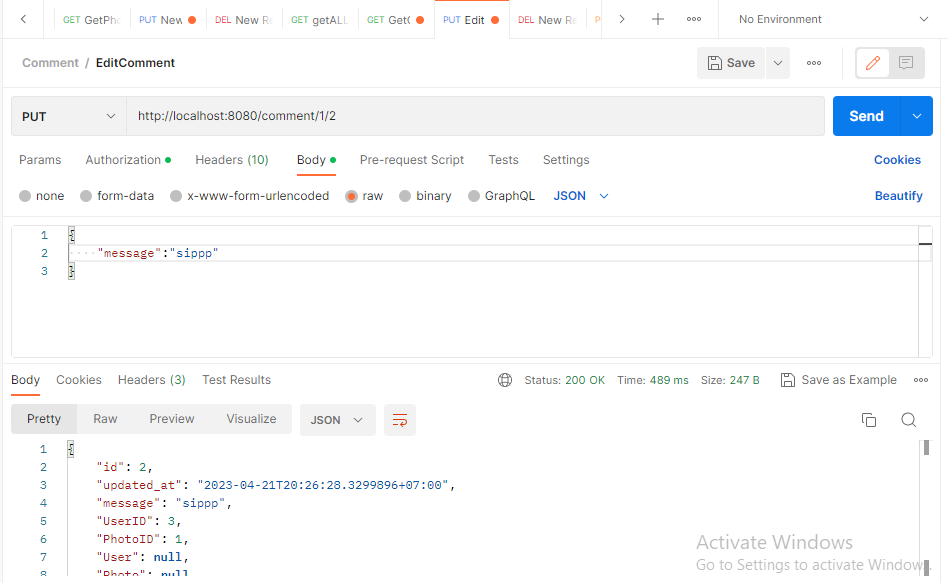 GET GetPh PUT New DEL New Re GET getALL GET Get PUT Edit DEL New Re P No Environment
Comment / EditComment Save
PUT http://localhost:8080/comment/1/2 Send
Params Authorization Headers (10) Body Pre-request Script Tests Settings Cookies
none form-data x-www-form-urlencoded raw binary GraphQL JSON Beautify
1 {
2 "message":"sippp"
3 }
Body Cookies Headers (3) Test Results Status: 200 OK Time: 489 ms Size: 247 B Save as Example
Pretty Raw Preview Visualize JSON
1 {
2 "id": 2,
3 "updated_at": "2023-04-21T20:26:28.3299896+07:00",
4 "message": "sippp",
5 "UserID": 3,
6 "PhotoID": 1,
7 "User": null,
8 "Photo": null
Activate Windows
Go to Settings to activate Windows.